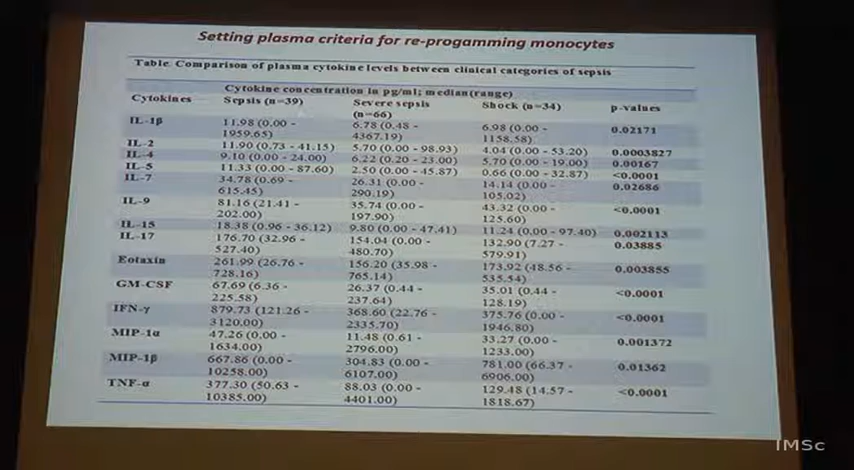 Setting plasma criteria for re-progamming monocytes
Table. Comparison of plasma cytokine levels between clinical categories of sepsis
Cytokine concentration in pg/ml; median(range)
Cytokines Sepsis (n=39) Severe sepsis (n=66) Shock (n=34) p-values
IL-1β 11.98 (0.00 - 1959.65) 6.78 (0.48 - 4367.19) 6.98 (0.00 - 1158.58) 0.02171
IL-2 11.90 (0.73 - 41.15) 5.70 (0.00 - 98.93) 4.04 (0.00 - 53.20) 0.0003827
IL-4 9.10 (0.00 - 24.00) 6.22 (0.20 - 23.00) 5.70 (0.00 - 19.00) 0.00167
IL-5 11.33 (0.00 - 87.60) 2.50 (0.00 - 45.87) 0.66 (0.00 - 32.87) <0.0001
IL-7 34.78 (0.69 - 615.45) 26.31 (0.00 - 290.19) 14.14 (0.00 - 105.02) 0.02686
IL-9 81.16 (21.41 - 202.00) 35.74 (0.00 - 197.90) 43.32 (0.00 - 125.60) <0.0001
IL-15 18.38 (0.96 - 36.12) 9.80 (0.00 - 47.41) 11.24 (0.00 - 97.40) 0.002113
IL-17 176.70 (32.96 - 527.40) 154.04 (0.00 - 480.70) 132.90 (7.27 - 579.91) 0.03885
Eotaxin 261.99 (26.76 - 728.16) 156.20 (35.98 - 765.14) 173.92 (48.56 - 535.54) 0.003855
GM-CSF 67.69 (6.36 - 225.58) 26.37 (0.44 - 237.64) 35.01 (0.44 - 128.19) <0.0001
IFN-γ 879.73 (121.26 - 3120.00) 368.60 (22.76 - 2335.70) 375.76 (0.00 - 1946.80) <0.0001
MIP-1α 47.26 (0.00 - 1634.00) 11.48 (0.61 - 2796.00) 33.27 (0.00 - 1233.00) 0.001372
MIP-1β 667.86 (0.00 - 10258.00) 304.83 (0.00 - 6107.00) 781.00 (66.37 - 6906.00) 0.01362
TNF-α 377.30 (50.63 - 10385.00) 88.03 (0.00 - 4401.00) 129.48 (14.57 - 1818.67) <0.0001
IMSc